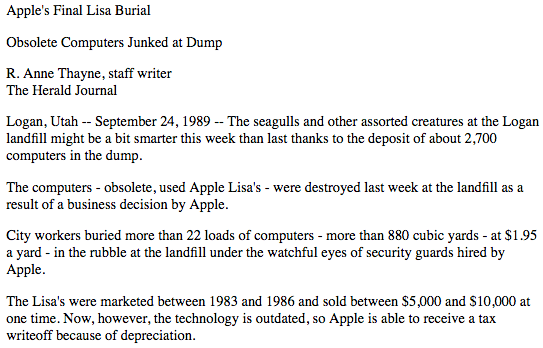 Apple's Final Lisa Burial
Obsolete Computers Junked at Dump
R. Anne Thayne, staff writer
The Herald Journal
Logan, Utah -- September 24, 1989 -- The seagulls and other assorted creatures at the Logan
landfill might be a bit smarter this week than last thanks to the deposit of about 2,700
computers in the dump.
The computers - obsolete, used Apple Lisa's - were destroyed last week at the landfill as a
result of a business decision by Apple.
City workers buried more than 22 loads of computers - more than 880 cubic yards - at $1.95
a yard - in the rubble at the landfill under the watchful eyes of security guards hired by
Apple.
The Lisa's were marketed between 1983 and 1986 and sold between $5,000 and $10,000 at
one time. Now, however, the technology is outdated, so Apple is able to receive a tax
writeoff because of depreciation.